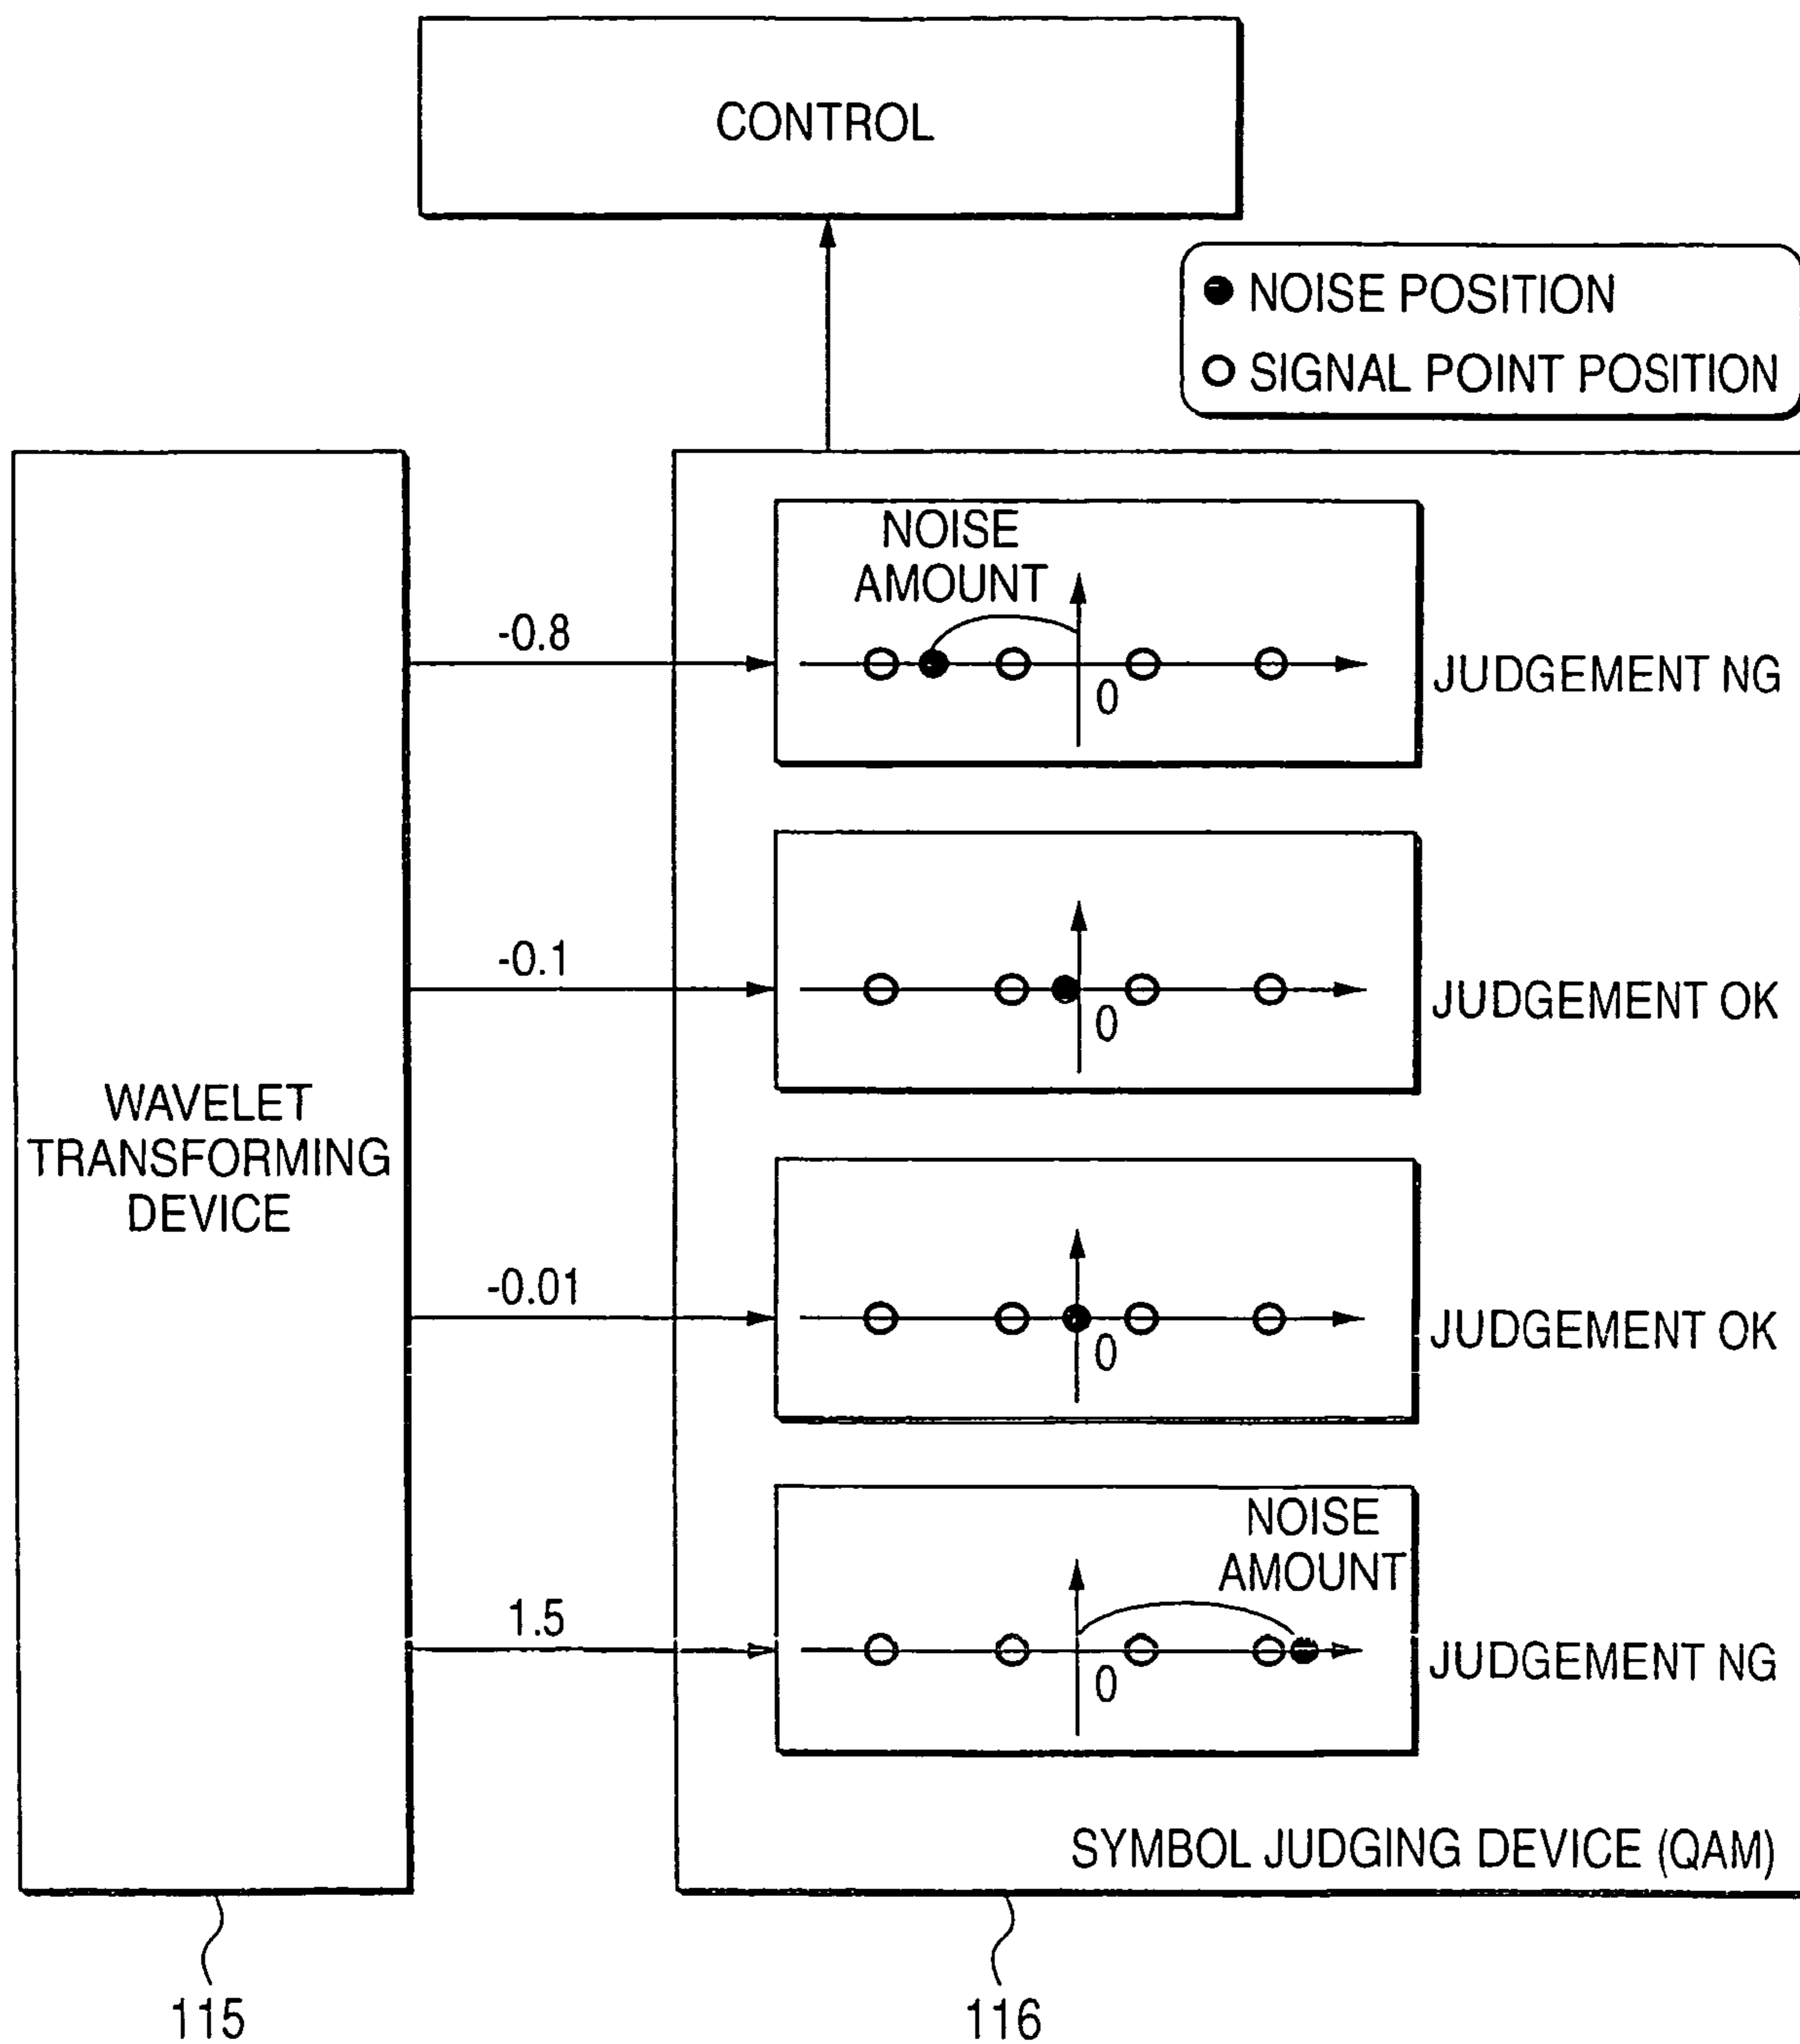 CONTROL
● NOISE POSITION
○ SIGNAL POINT POSITION
NOISE
AMOUNT
-0.8
0
JUDGEMENT NG
-0.1
0
JUDGEMENT OK
WAVELET
TRANSFORMING
DEVICE
-0.01
0
JUDGEMENT OK
NOISE
AMOUNT
1.5
0
JUDGEMENT NG
SYMBOL JUDGING DEVICE (QAM)
115
116